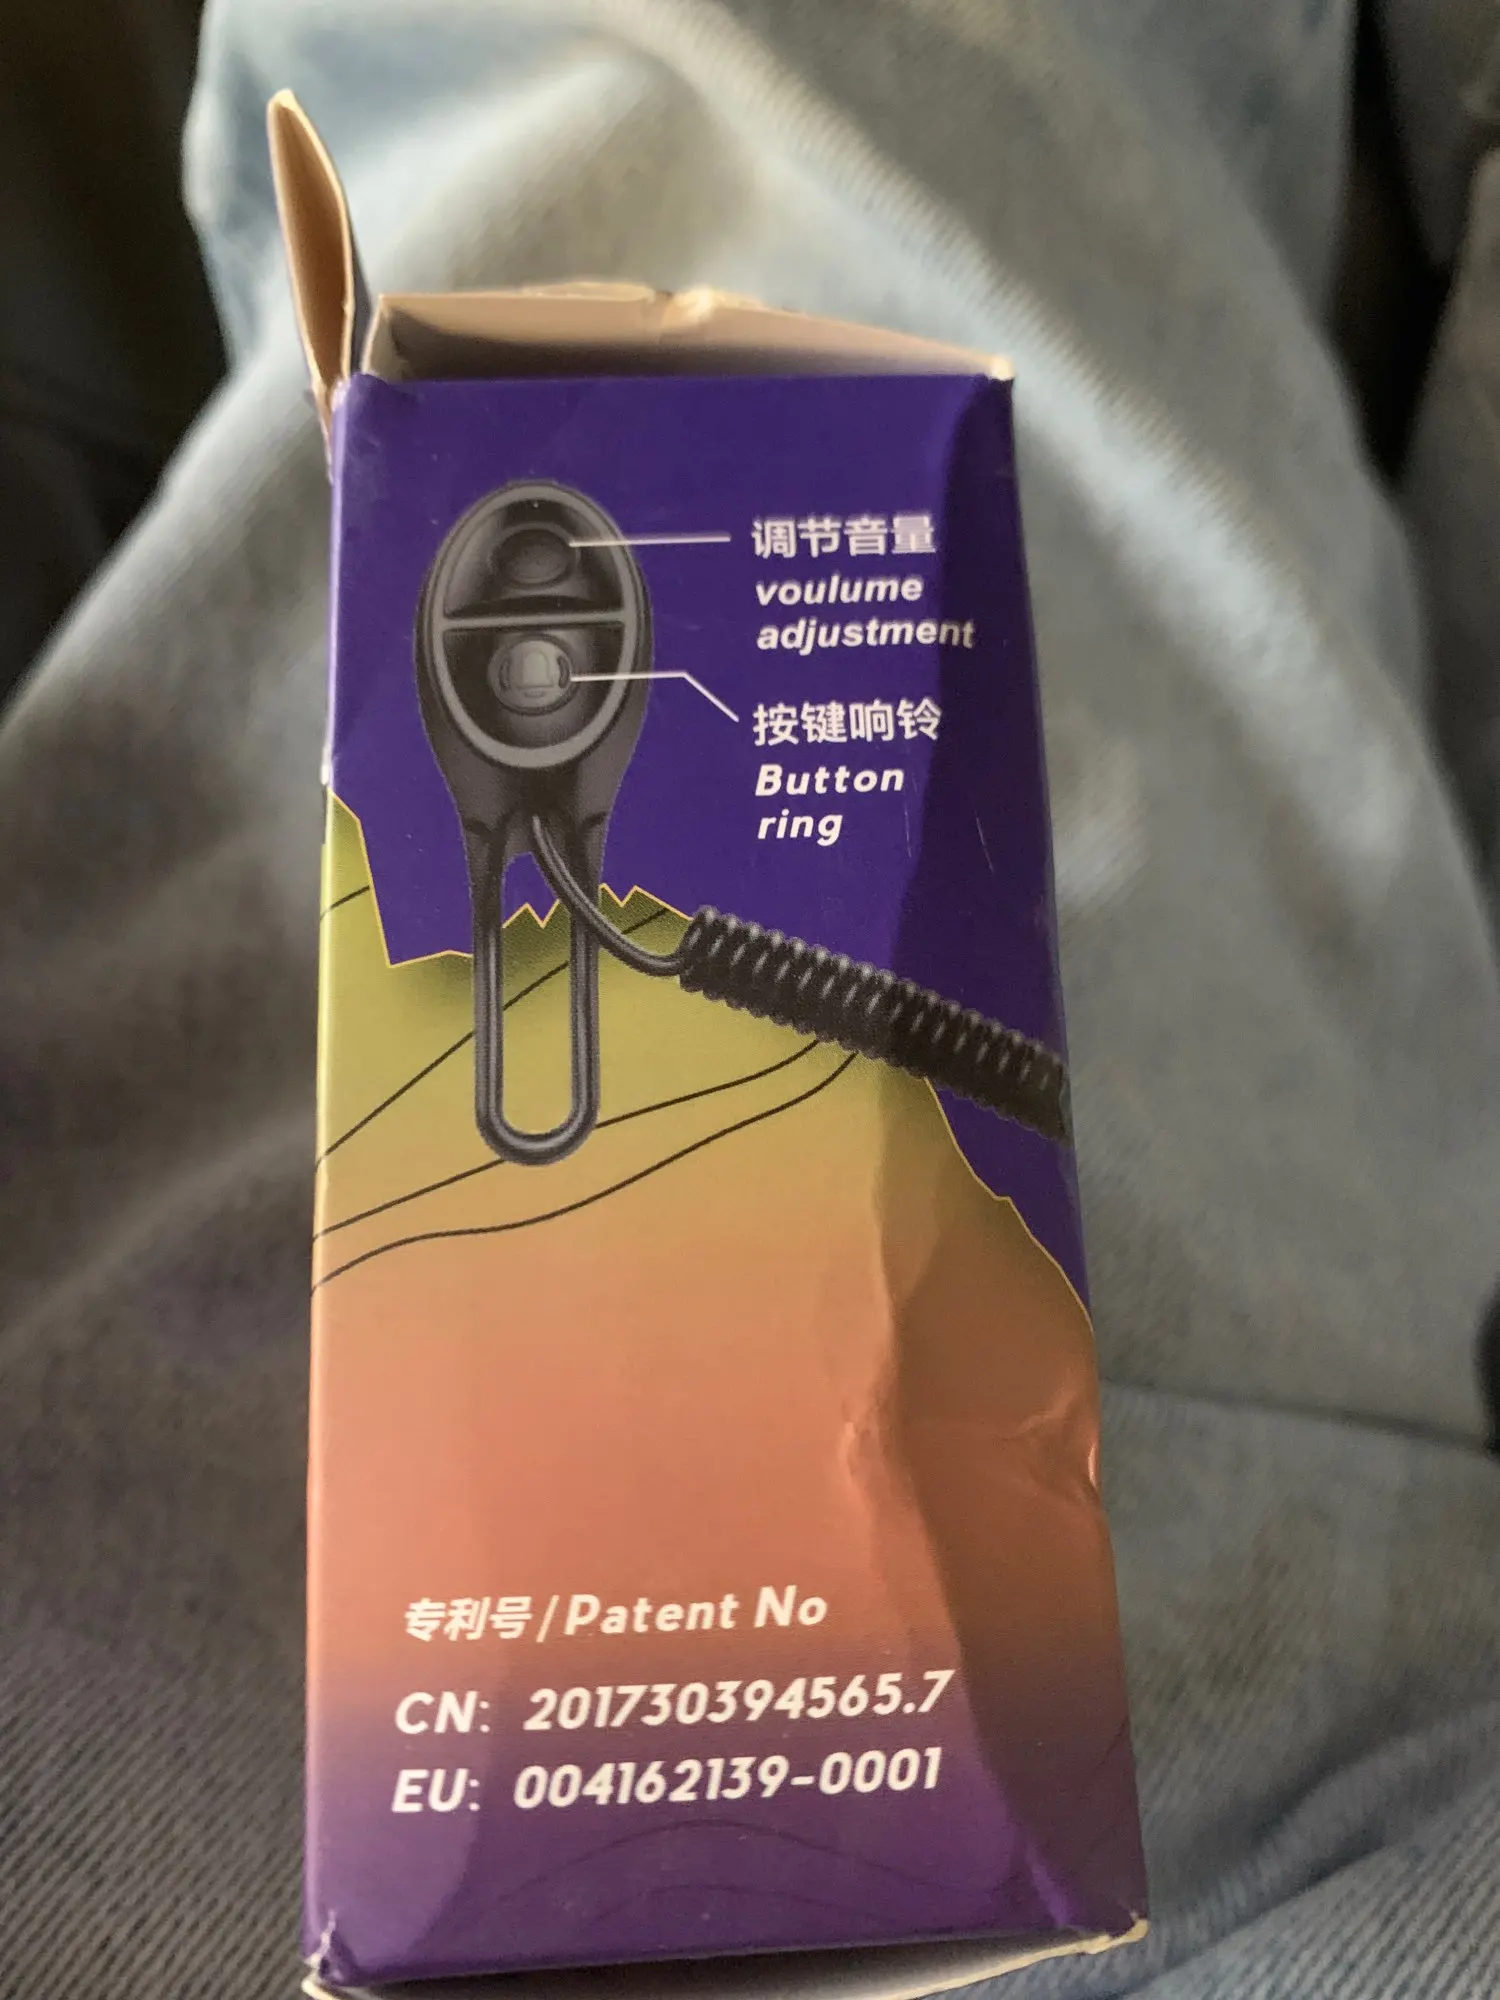 调节音量
voulume
adjustment
按键响铃
Button
ring
专利号/Patent No
CN: 201730394565.7
EU: 004162139-0001